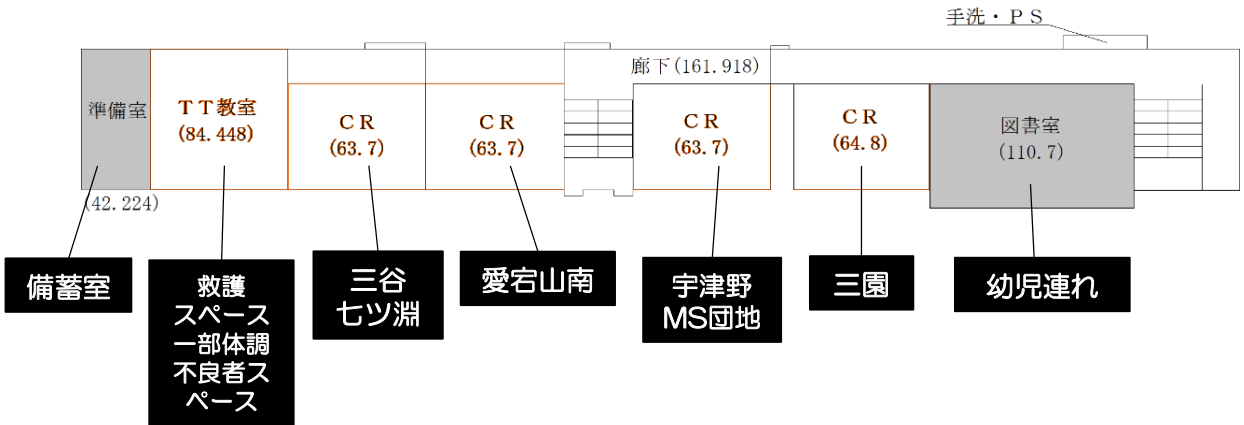 手洗・ＰＳ
廊下(161.918)
準備室
(42.224)
ＴＴ教室
(84.448)
ＣＲ
(63.7)
ＣＲ
(63.7)
ＣＲ
(63.7)
ＣＲ
(64.8)
図書室
(110.7)
備蓄室
救護
スペース
一部体調
不良者ス
ペース
三谷
七ツ淵
愛宕山南
宇津野
MS団地
三園
幼児連れ